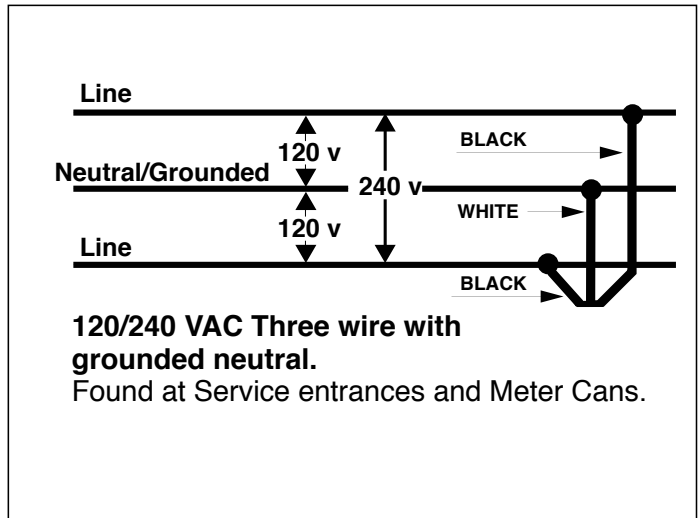 Line
BLACK
120 v
Neutral/Grounded
240 v
WHITE
120 v
Line
BLACK
120/240 VAC Three wire with
grounded neutral.
Found at Service entrances and Meter Cans.